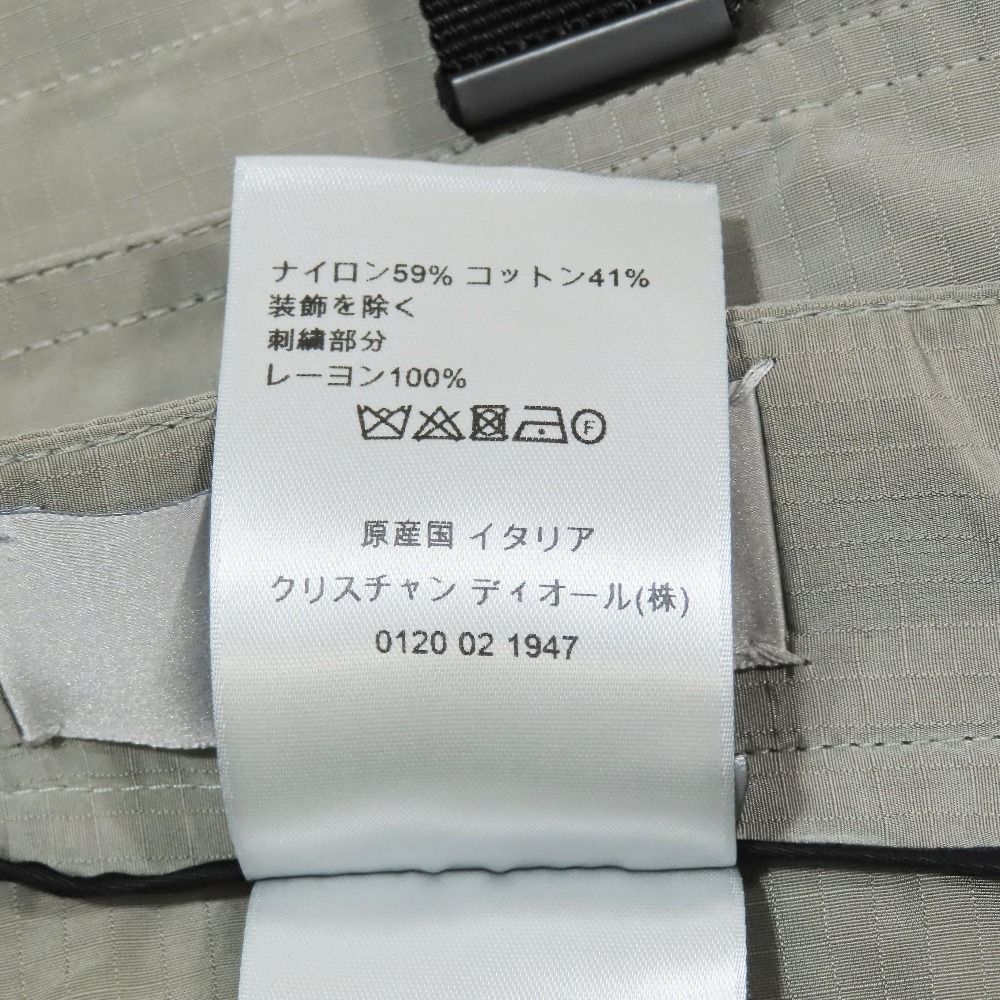 ナイロン59% コットン41%
装飾を除く
刺繍部分
レーヨン100%
F
原産国 イタリア
クリスチャン ディオール(株)
0120 02 1947